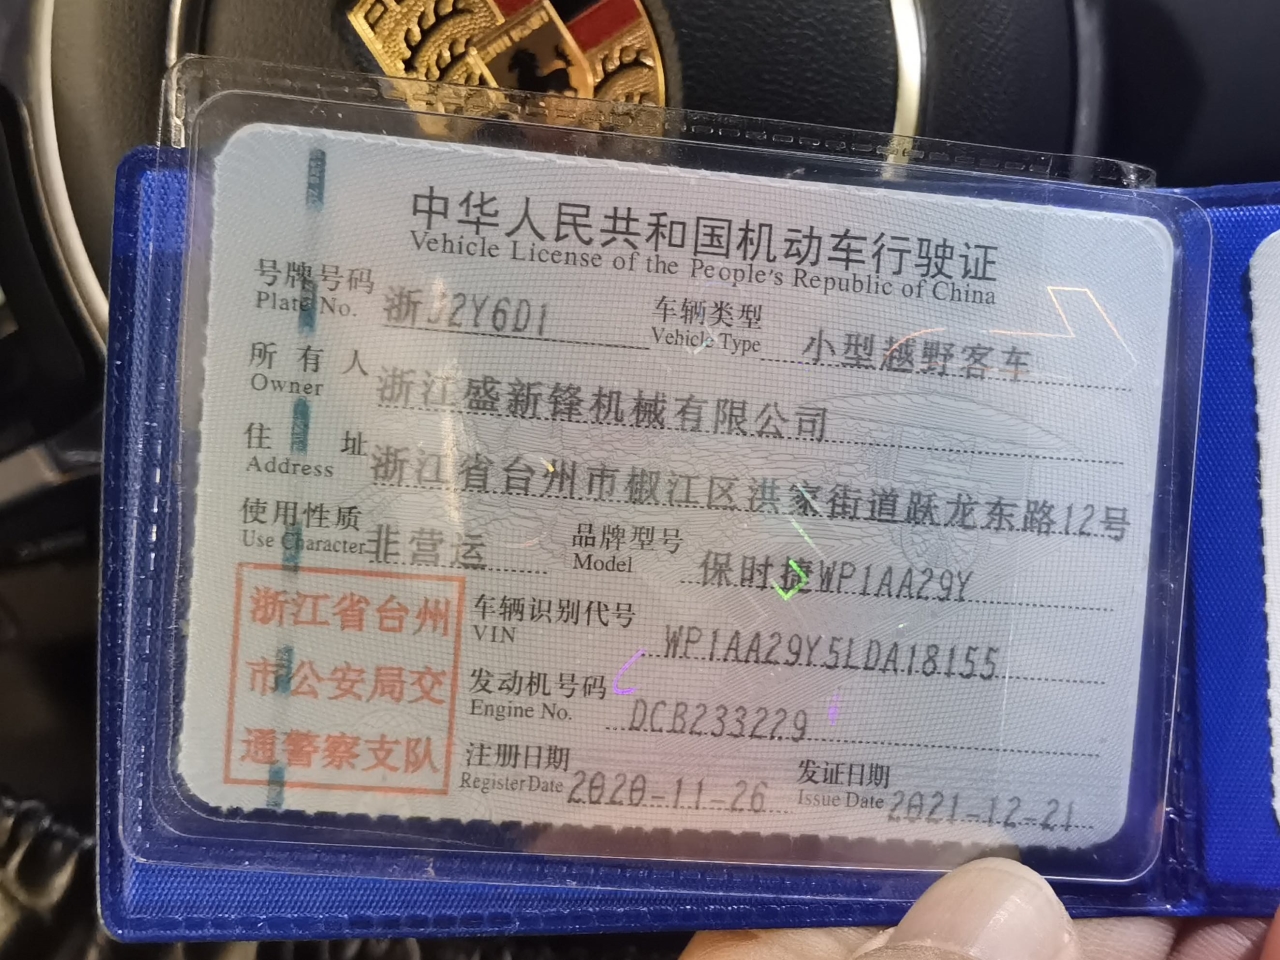 中华人民共和国机动车行驶证
Vehicle License of the People's Republic of China
号牌号码 浙J2Y6D1 车辆类型 小型越野客车
Plate No. Vehicle Type
所有人 浙江盛新锋机械有限公司
Owner
住址 浙江省台州市椒江区洪家街道跃龙东路12号
Address
使用性质 非营运 品牌型号 保时捷WP1AA29Y
Use Character Model
浙江省台州
市公安局交
通警察支队
车辆识别代号 WP1AA29Y5LDA18155
VIN
发动机号码 DCB233229
Engine No.
注册日期 2020-11-26 发证日期 2021-12-21
Register Date Issue Date